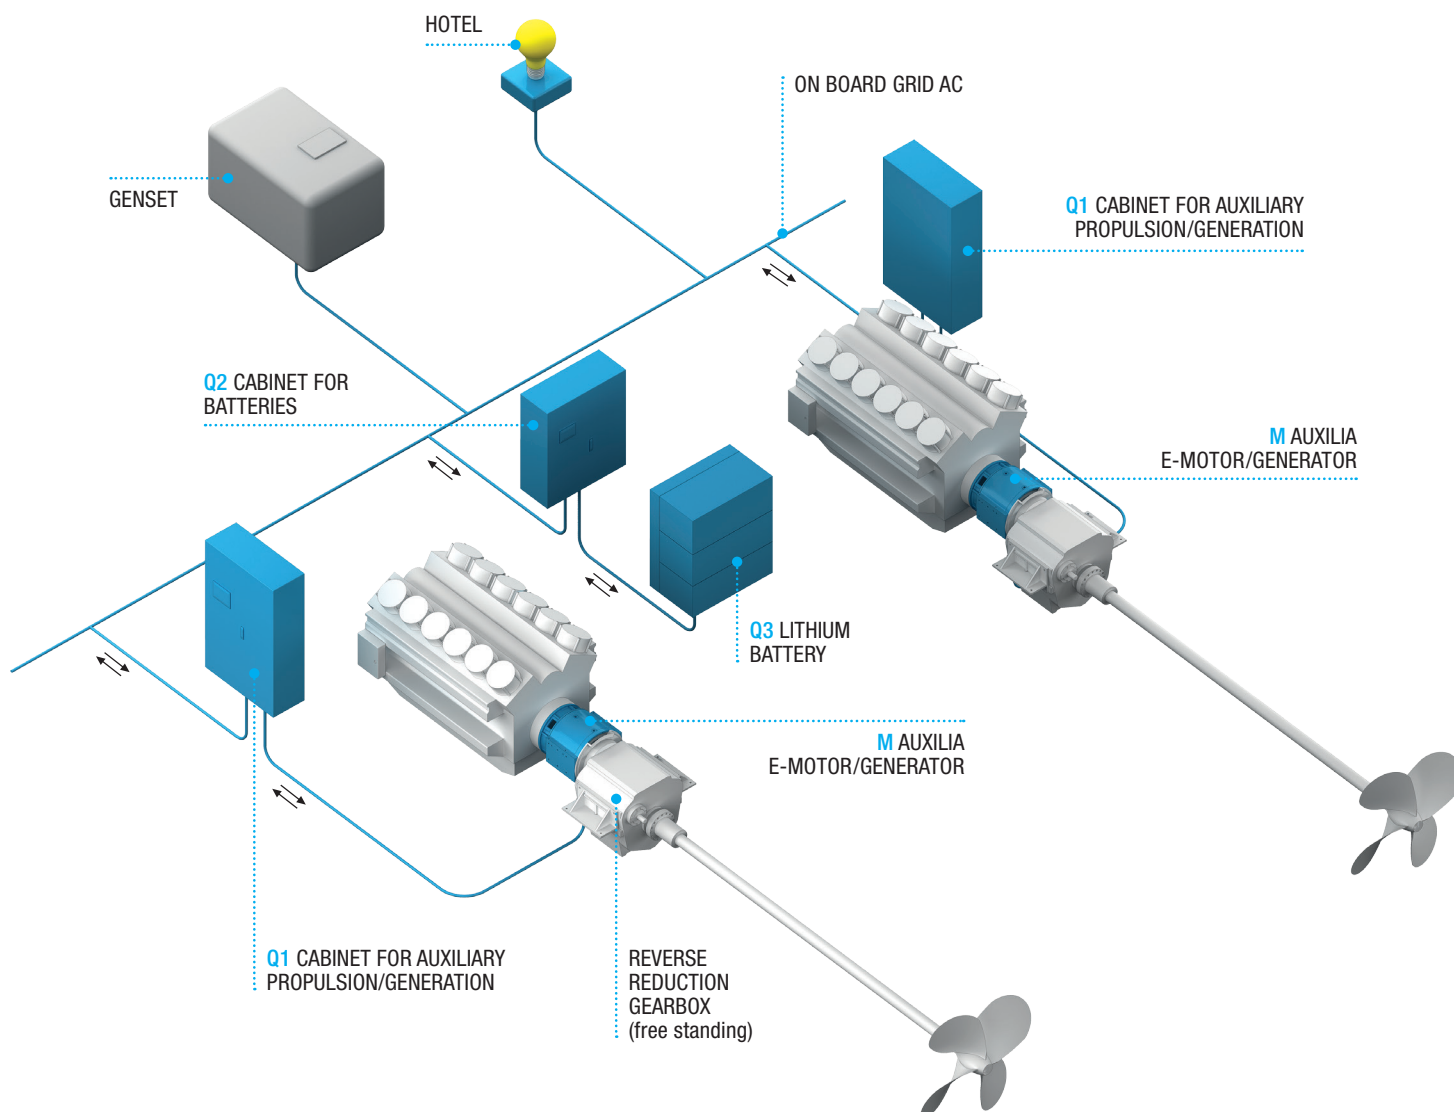 HOTEL
ON BOARD GRID AC
GENSET
Q1 CABINET FOR AUXILIARY
PROPULSION/GENERATION
Q2 CABINET FOR
BATTERIES
M AUXILIA
E-MOTOR/GENERATOR
Q3 LITHIUM
BATTERY
M AUXILIA
E-MOTOR/GENERATOR
Q1 CABINET FOR AUXILIARY
PROPULSION/GENERATION
REVERSE
REDUCTION
GEARBOX
(free standing)